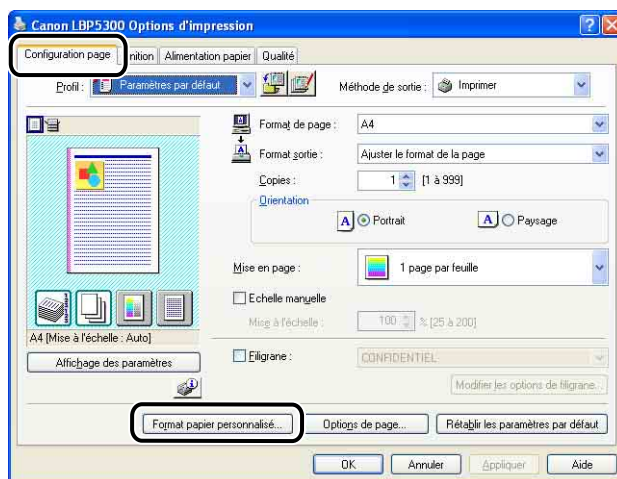 Canon LBP5300 Options d'impression
Configuration page nition Alimentation papier Qualité
Profil : Paramètres par défaut Méthode de sortie : Imprimer
Format de page : A4
Format sortie : Ajuster le format de la page
Copies : 1 [1 à 999]
Orientation
A Portrait A Paysage
Mise en page : 1 page par feuille
Echelle manuelle
Mise à l'échelle : 100 % [25 à 200]
A4 [Mise à l'échelle : Auto]
Affichage des paramètres
Filigrane : CONFIDENTIEL
Modifier les options de filigrane...
Format papier personnalisé... Options de page... Rétablir les paramètres par défaut
OK Annuler Appliquer Aide